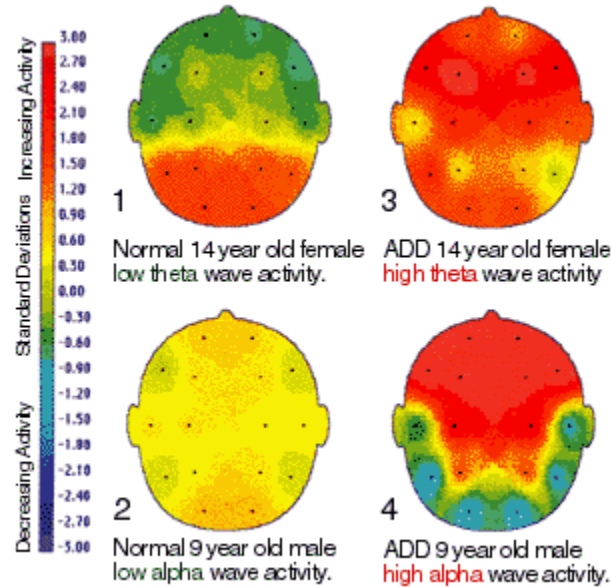 Increasing Activity
Standard Deviations
Decreasing Activity
3.00
2.70
2.40
2.10
1.80
1.50
1.20
0.90
0.60
0.30
0.00
-0.30
-0.60
-0.90
-1.20
-1.50
-1.80
-2.10
-2.40
-2.70
-3.00
1
Normal 14 year old female
low theta wave activity.
3
ADD 14 year old female
high theta wave activity
2
Normal 9 year old male
low alpha wave activity.
4
ADD 9 year old male
high alpha wave activity.